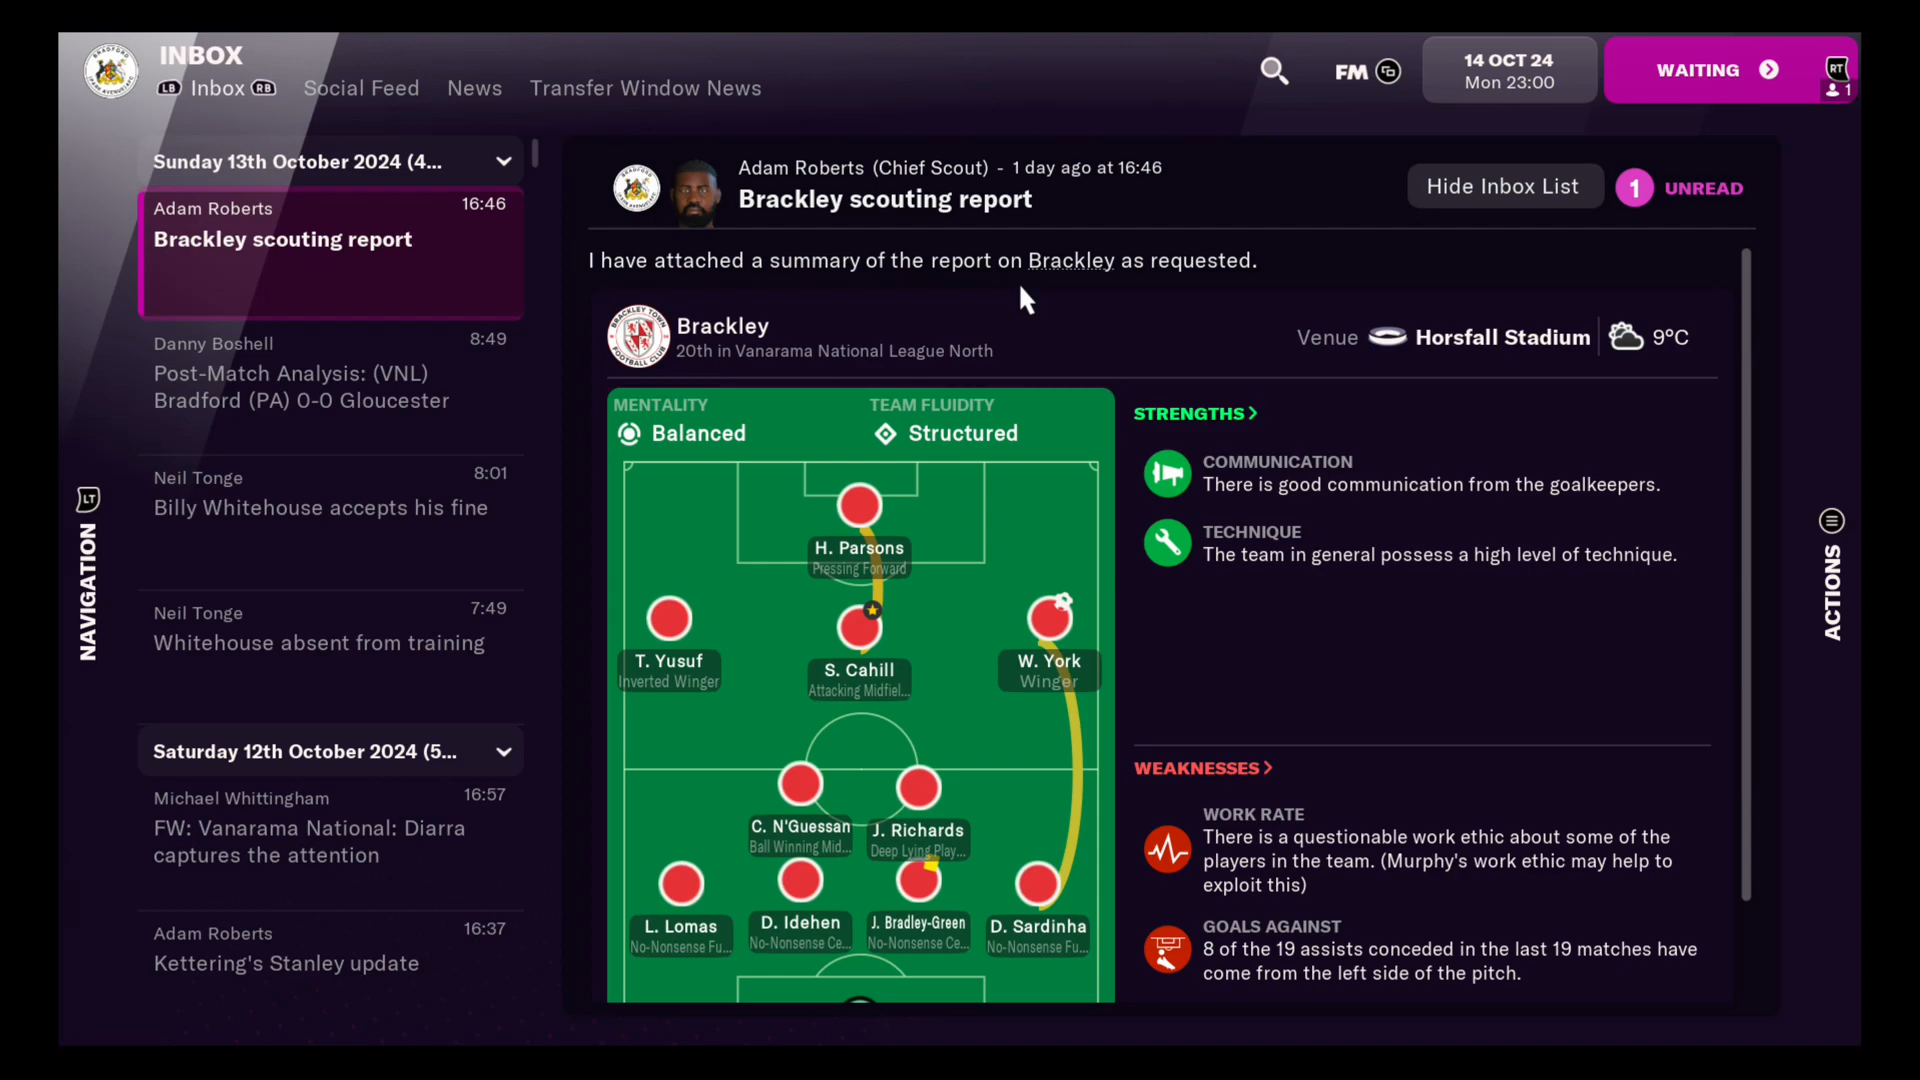 INBOX
LB Inbox RB
Social Feed
News
Transfer Window News
FM
14 OCT 24
Mon 23:00
WAITING
RT
1
Sunday 13th October 2024 (4...
Adam Roberts
16:46
Brackley scouting report
Danny Boshell
8:49
Post-Match Analysis: (VNL)
Bradford (PA) 0-0 Gloucester
Neil Tonge
8:01
Billy Whitehouse accepts his fine
Neil Tonge
7:49
Whitehouse absent from training
Saturday 12th October 2024 (5...
Michael Whittingham
16:57
FW: Vanarama National: Diarra
captures the attention
Adam Roberts
16:37
Kettering's Stanley update
LT
NAVIGATION
Adam Roberts (Chief Scout) - 1 day ago at 16:46
Brackley scouting report
Hide Inbox List
1 UNREAD
I have attached a summary of the report on Brackley as requested.
Brackley
20th in Vanarama National League North
Venue Horsfall Stadium
9°C
MENTALITY
Balanced
TEAM FLUIDITY
Structured
H. Parsons
Pressing Forward
T. Yusuf
Inverted Winger
S. Cahill
Attacking Midfiel...
W. York
Winger
C. N'Guessan
Ball Winning Mid...
J. Richards
Deep Lying Play...
L. Lomas
No-Nonsense Fu...
D. Idehen
No-Nonsense Ce...
J. Bradley-Green
No-Nonsense Ce...
D. Sardinha
No-Nonsense Fu...
STRENGTHS
COMMUNICATION
There is good communication from the goalkeepers.
TECHNIQUE
The team in general possess a high level of technique.
WEAKNESSES
WORK RATE
There is a questionable work ethic about some of the
players in the team. (Murphy's work ethic may help to
exploit this)
GOALS AGAINST
8 of the 19 assists conceded in the last 19 matches have
come from the left side of the pitch.
ACTIONS